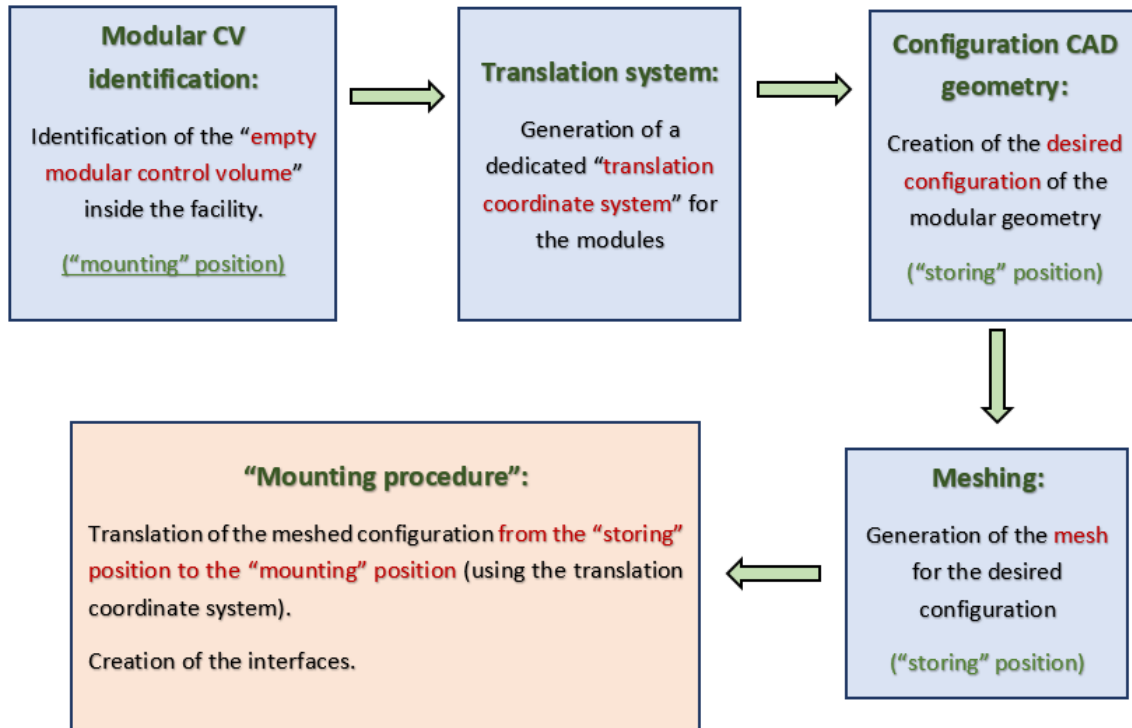 Modular CV
identification:
Identification of the “empty
modular control volume”
inside the facility.
(“mounting” position)
Translation system:
Generation of a
dedicated “translation
coordinate system” for
the modules
Configuration CAD
geometry:
Creation of the desired
configuration of the
modular geometry
(“storing” position)
Meshing:
Generation of the mesh
for the desired
configuration
(“storing” position)
“Mounting procedure”:
Translation of the meshed configuration from the “storing”
position to the “mounting” position (using the translation
coordinate system).
Creation of the interfaces.